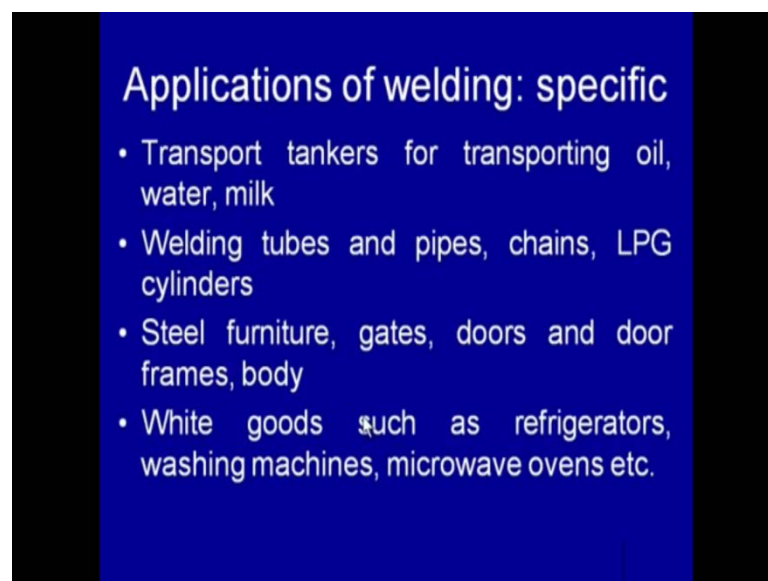 Applications of welding: specific
• Transport tankers for transporting oil,
water, milk
• Welding tubes and pipes, chains, LPG
cylinders
• Steel furniture, gates, doors and door
frames, body
• White goods such as refrigerators,
washing machines, microwave ovens etc.